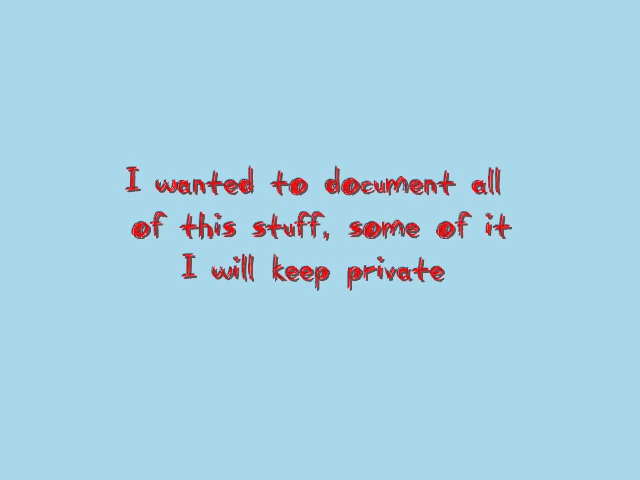 I wanted to document all
of this stuff, some of it
I will keep private